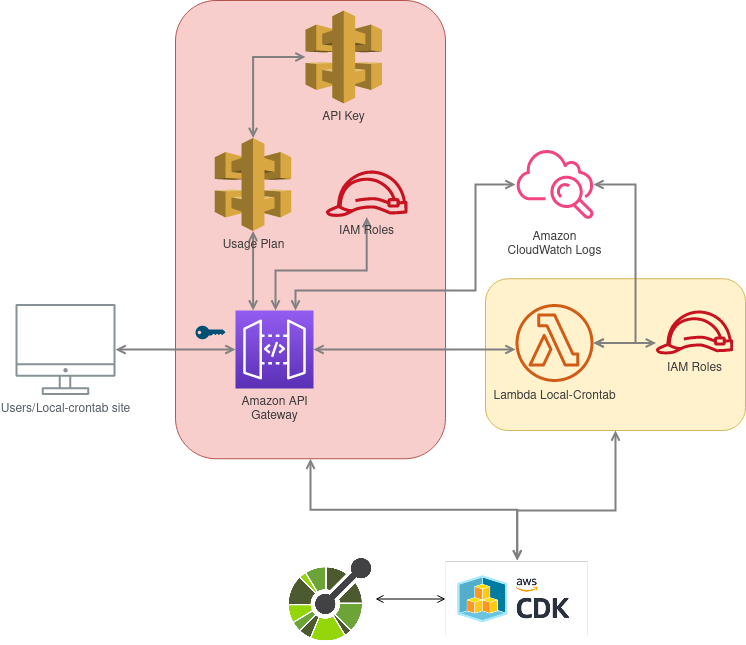 API Key
Usage Plan
IAM Roles
Amazon
CloudWatch Logs
</>
Users/Local-crontab site
Amazon API
Gateway
Lambda Local-Crontab
IAM Roles
aws
CDK